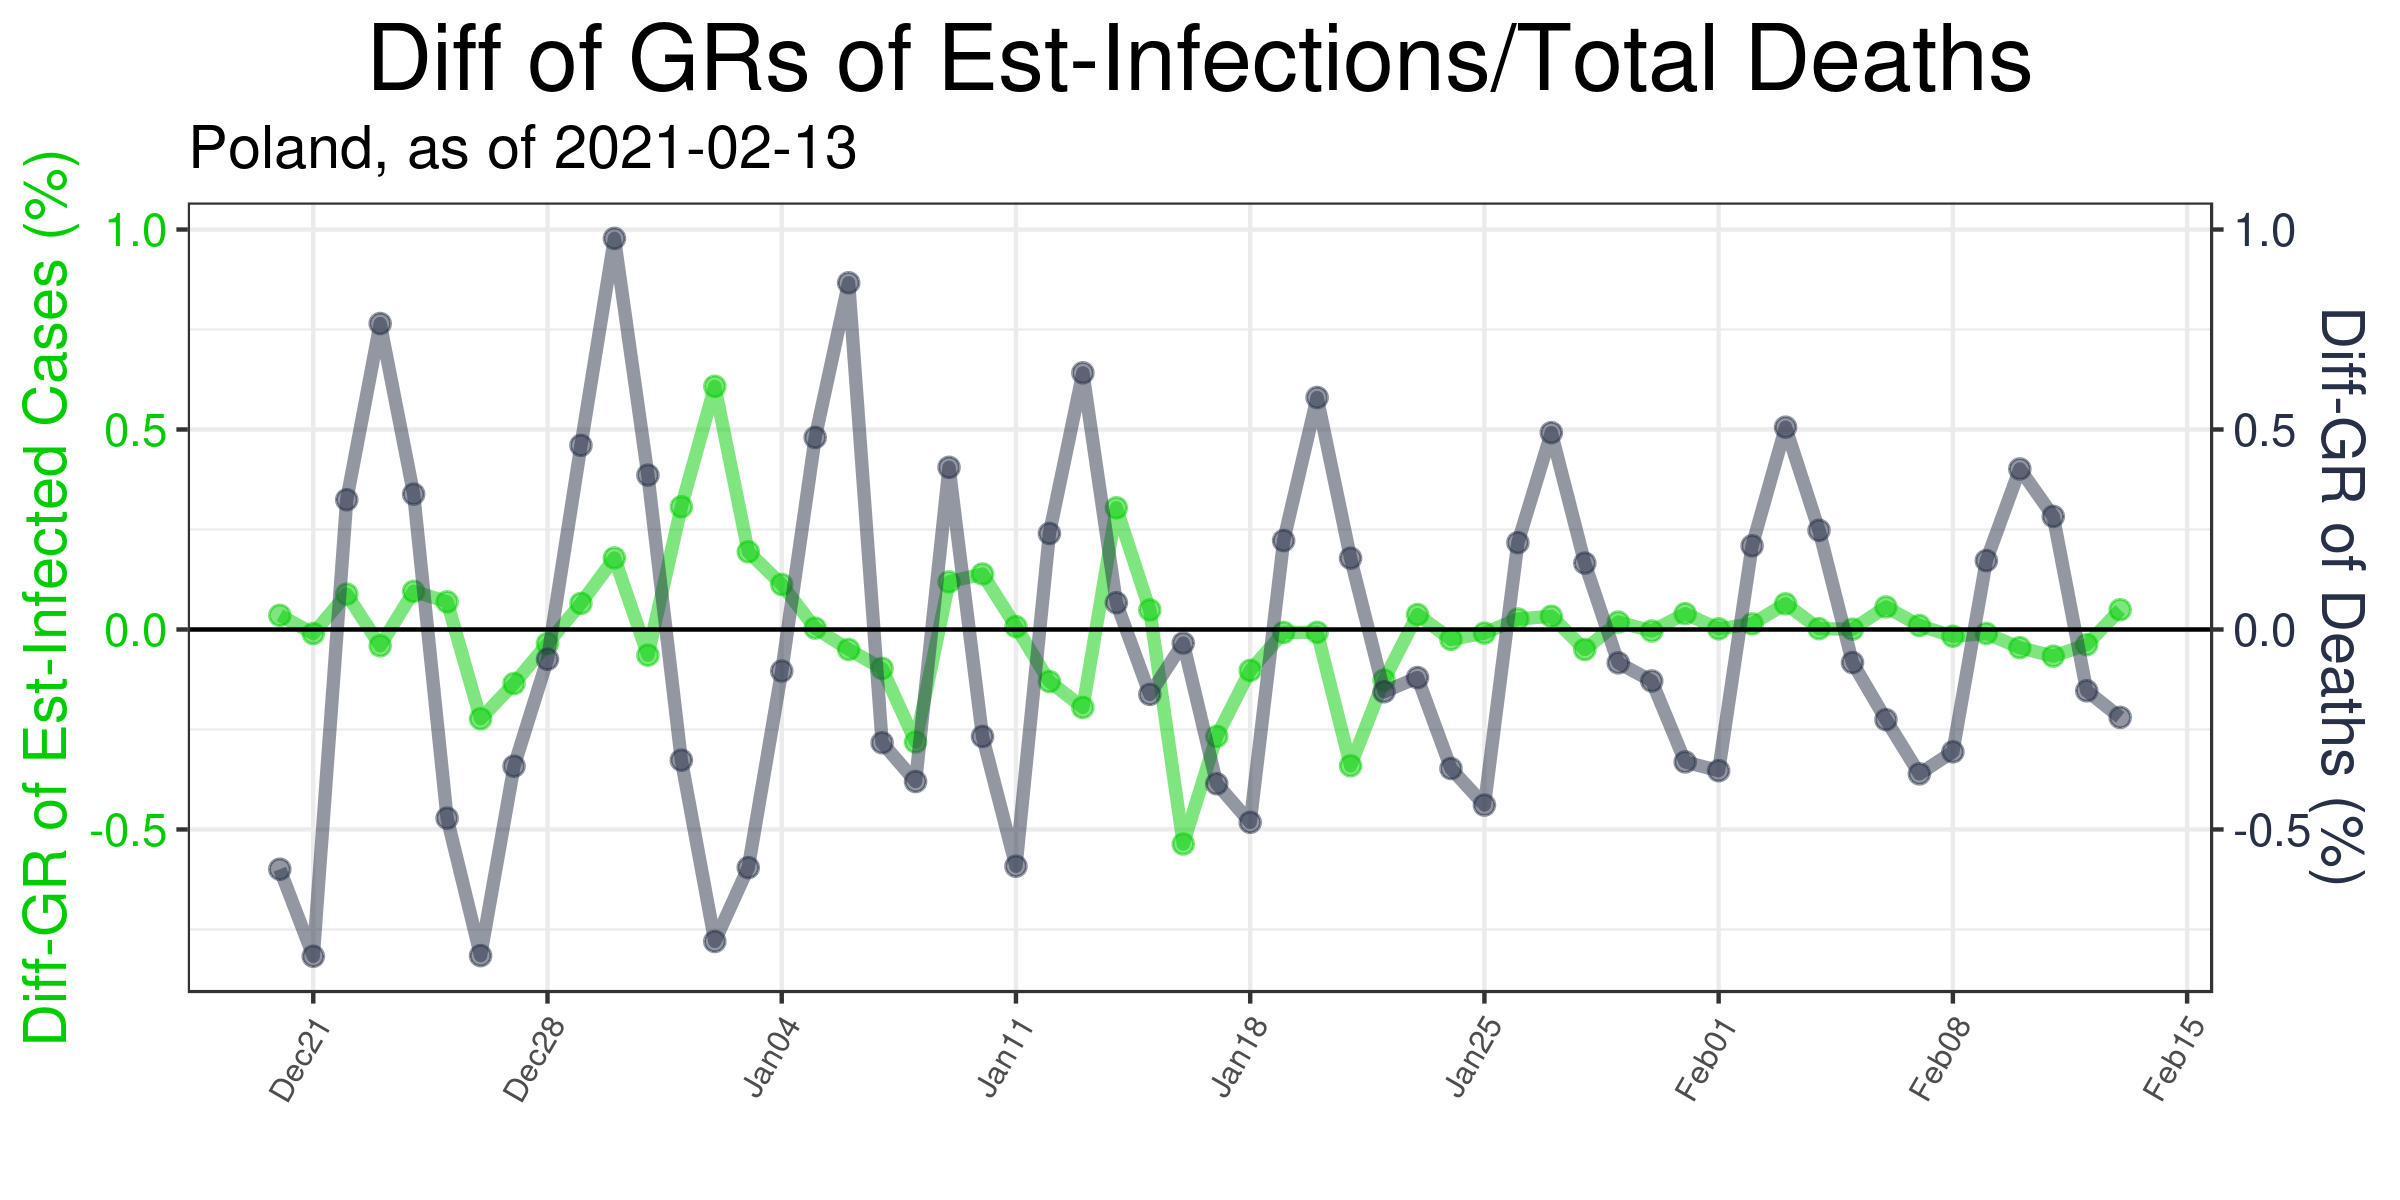 Diff of GRs of Est-Infections/Total Deaths
Poland, as of 2021-02-13
Diff-GR of Est-Infected Cases (%)
1.0
0.5
0.0
-0.5
1.0
0.5
0.0
-0.5
Diff-GR of Deaths (%)
Dec21
Dec28
Jan04
Jan11
Jan18
Jan25
Feb01
Feb08
Feb15